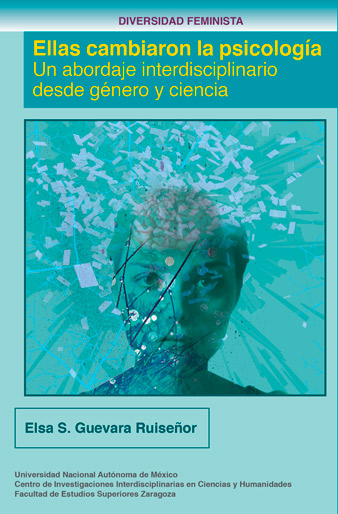 DIVERSIDAD FEMINISTA
Ellas cambiaron la psicología
Un abordaje interdisciplinario
desde género y ciencia
Elsa S. Guevara Ruiseñor
Universidad Nacional Autónoma de México
Centro de Investigaciones Interdisciplinarias en Ciencias y Humanidades
Facultad de Estudios Superiores Zaragoza